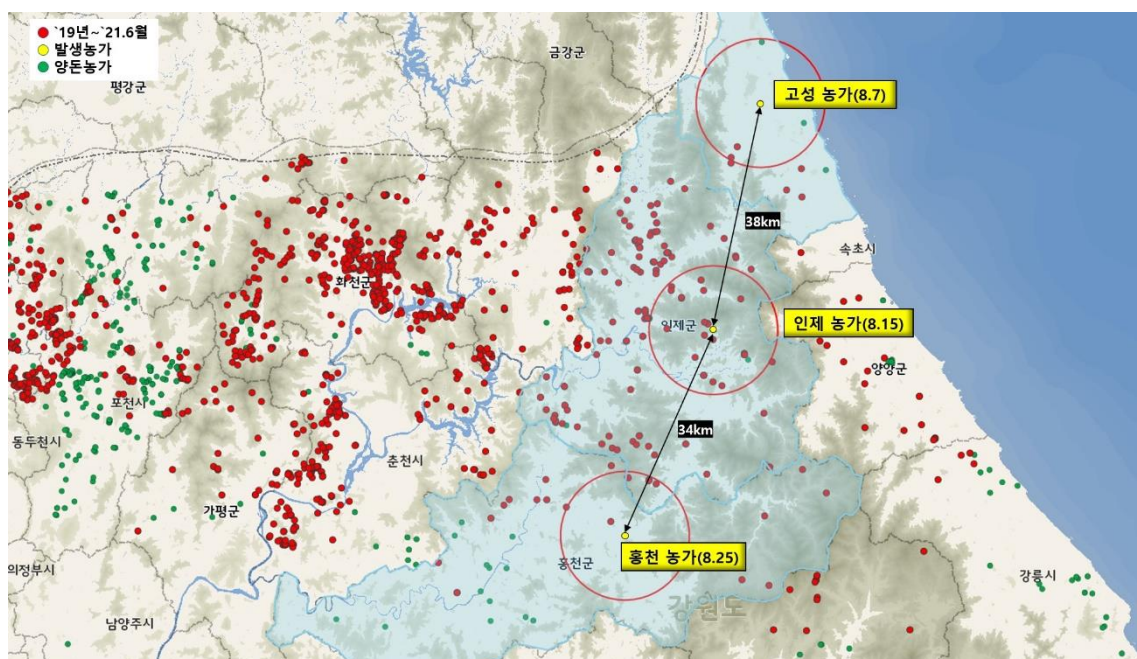 `19년~`21.6월
발생농가
양돈농가
평강군
금강군
고성 농가(8.7)
38km
속초시
화천군
인제군
인제 농가(8.15)
양양군
포천시
34km
동두천시
춘천시
가평군
홍천 농가(8.25)
홍천군
의정부시
강릉시
강원도
남양주시